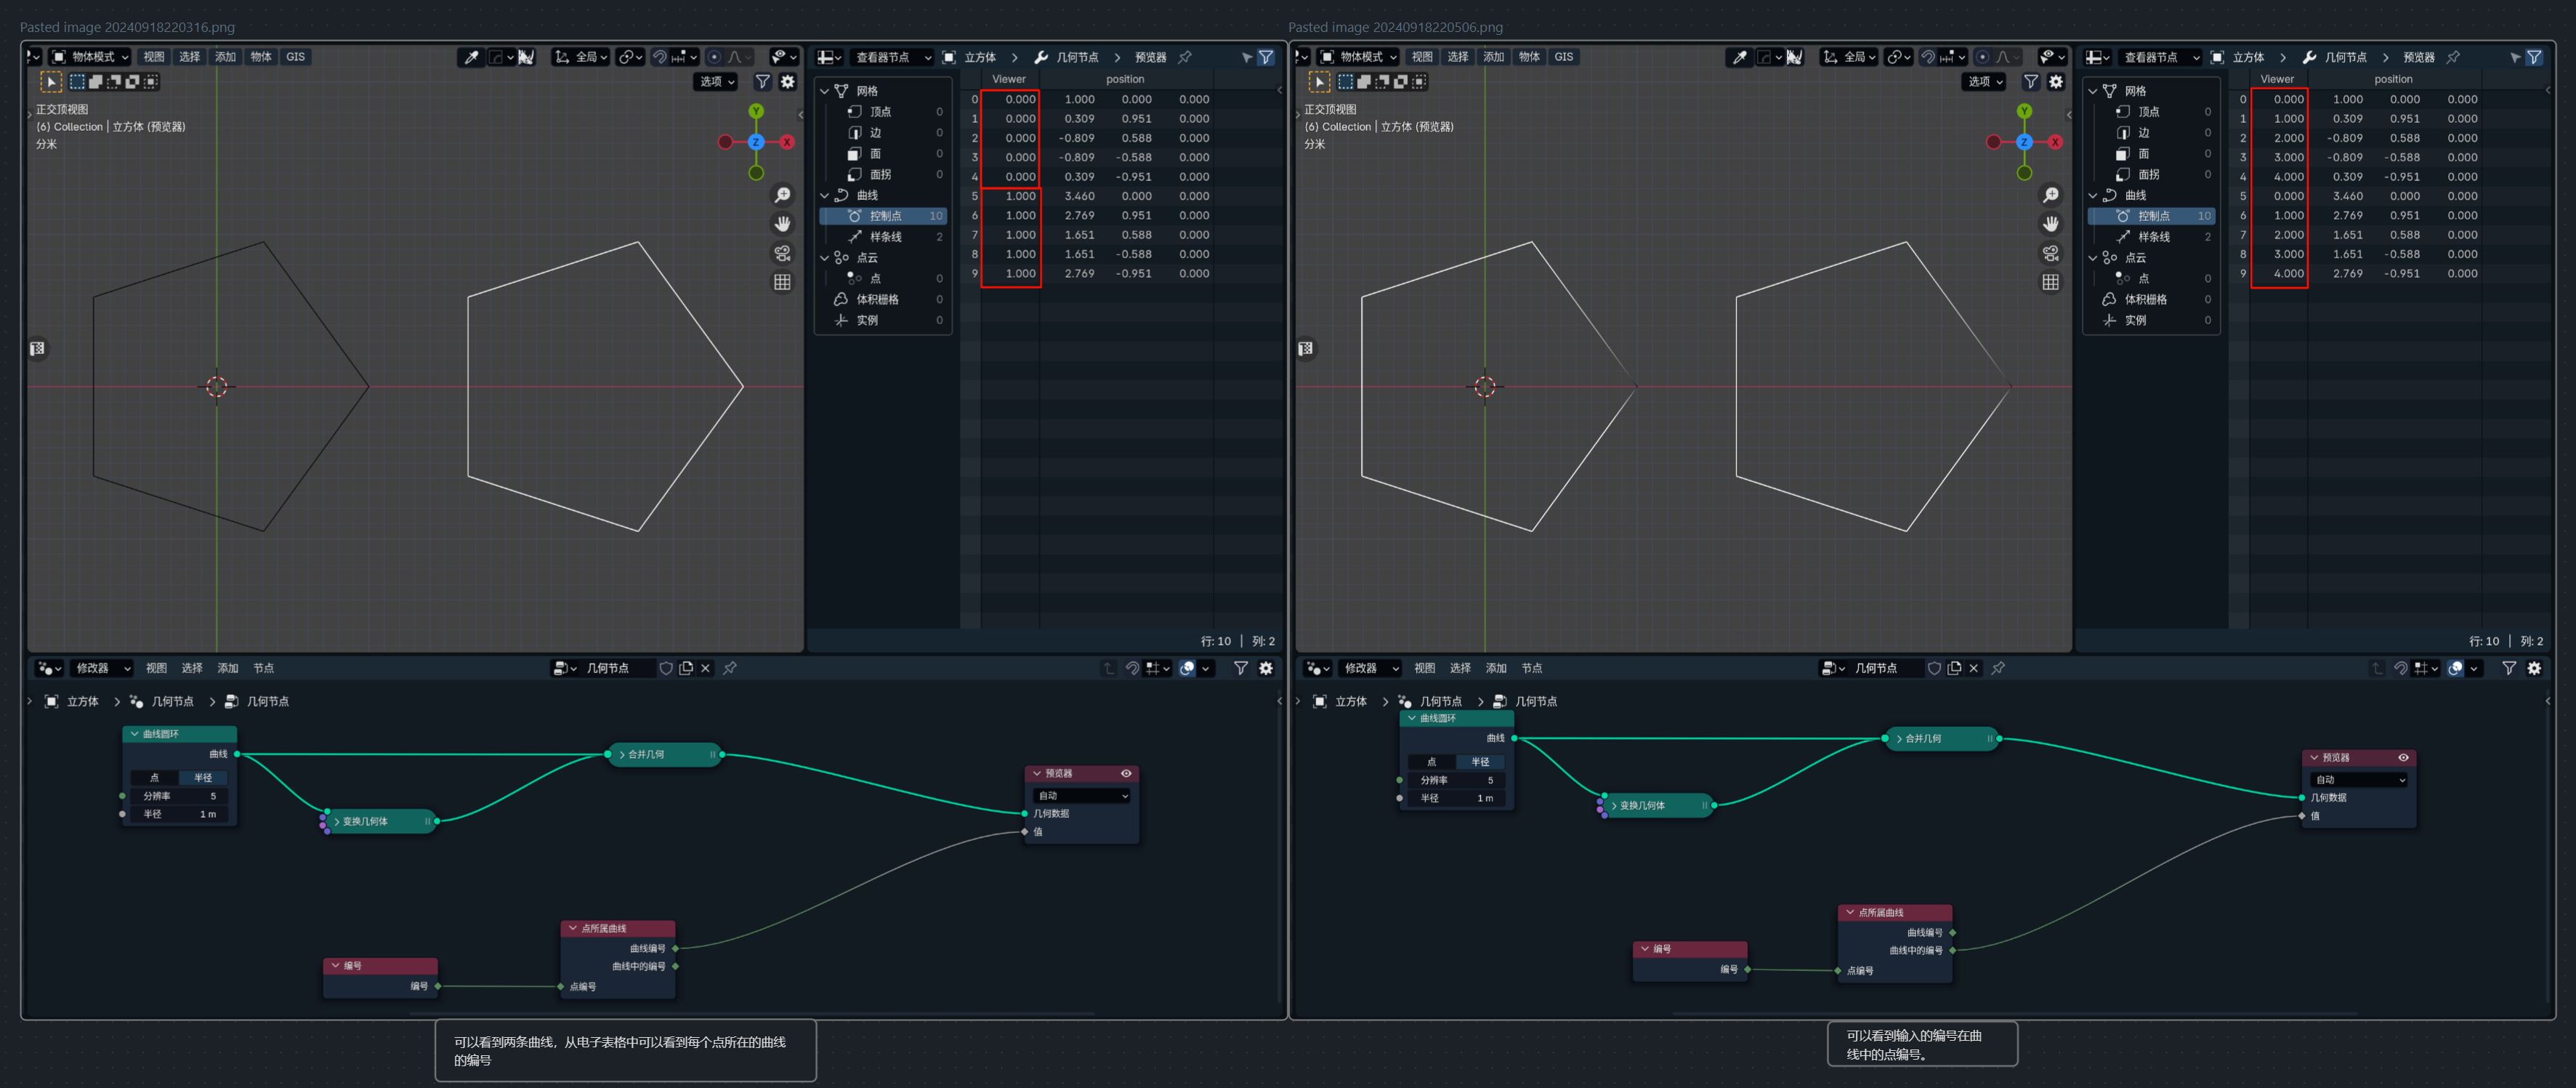 Pasted image 20240918220316.png
物体模式 视图 选择 添加 物体 GIS 全局
选项
正交顶视图
(6) Collection | 立方体 (预览器)
分米
Y
Z X
查看器节点 立方体 几何节点 预览器
网格
顶点 0
边 0
面 0
面拐 0
曲线
控制点 10
样条线 2
点云
点 0
体积栅格 0
实例 0
Viewer position
0 0.000 1.000 0.000 0.000
1 0.000 0.309 0.951 0.000
2 0.000 -0.809 0.588 0.000
3 0.000 -0.809 -0.588 0.000
4 0.000 0.309 -0.951 0.000
5 1.000 3.460 0.000 0.000
6 1.000 2.769 0.951 0.000
7 1.000 1.651 0.588 0.000
8 1.000 1.651 -0.588 0.000
9 1.000 2.769 -0.951 0.000
行: 10 | 列: 2
修改器 视图 选择 添加 节点 几何节点
立方体 几何节点 几何节点
曲线圆环
曲线
点 半径
分辨率 5
半径 1 m
变换几何体
合并几何
预览器
自动
几何数据
值
编号
编号
点所属曲线
曲线编号
曲线中的编号
点编号
可以看到两条曲线，从电子表格中可以看到每个点所在的曲线
的编号
Pasted image 20240918220506.png
物体模式 视图 选择 添加 物体 GIS 全局
选项
正交顶视图
(6) Collection | 立方体 (预览器)
分米
Y
Z X
查看器节点 立方体 几何节点 预览器
网格
顶点 0
边 0
面 0
面拐 0
曲线
控制点 10
样条线 2
点云
点 0
体积栅格 0
实例 0
Viewer position
0 0.000 1.000 0.000 0.000
1 1.000 0.309 0.951 0.000
2 2.000 -0.809 0.588 0.000
3 3.000 -0.809 -0.588 0.000
4 4.000 0.309 -0.951 0.000
5 0.000 3.460 0.000 0.000
6 1.000 2.769 0.951 0.000
7 2.000 1.651 0.588 0.000
8 3.000 1.651 -0.588 0.000
9 4.000 2.769 -0.951 0.000
行: 10 | 列: 2
修改器 视图 选择 添加 节点 几何节点
立方体 几何节点 几何节点
曲线圆环
曲线
点 半径
分辨率 5
半径 1 m
变换几何体
合并几何
预览器
自动
几何数据
值
编号
编号
点所属曲线
曲线编号
曲线中的编号
点编号
可以看到输入的编号在曲
线中的点编号。